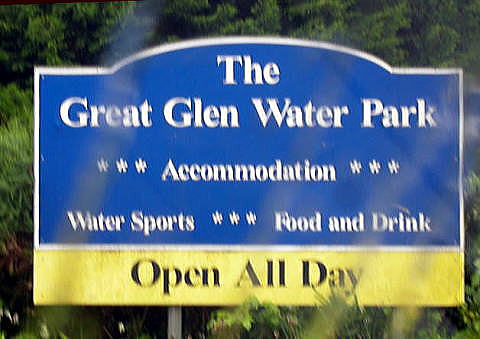 The
Great Glen Water Park
*** Accommodation ***
Water Sports *** Food and Drink
Open All Day